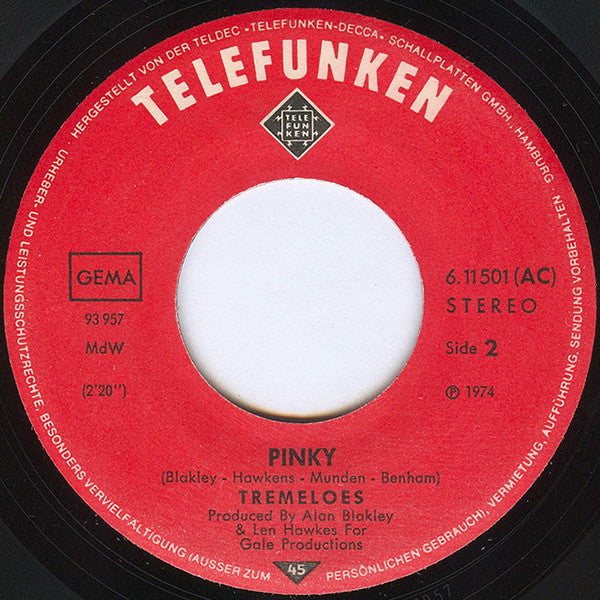 HERGESTELLT VON DER TELDEC »TELEFUNKEN-DECCA« SCHALLPLATTEN GMBH., HAMBURG ·
TELEFUNKEN
TELE
FUN
KEN
GEMA
93 957
MdW
(2'20'')
6.11501 (AC)
STEREO
Side 2
℗ 1974
PINKY
(Blakley - Hawkens - Munden - Benham)
TREMELOES
Produced By Alan Blakley
& Len Hawkes For
Gale Productions
45
URHEBER- UND LEISTUNGSSCHUTZRECHTE, BESONDERS VERVIELFÄLTIGUNG (AUSSER ZUM PERSÖNLICHEN GEBRAUCH), VERMIETUNG, AUFFÜHRUNG, SENDUNG VORBEHALTEN ·